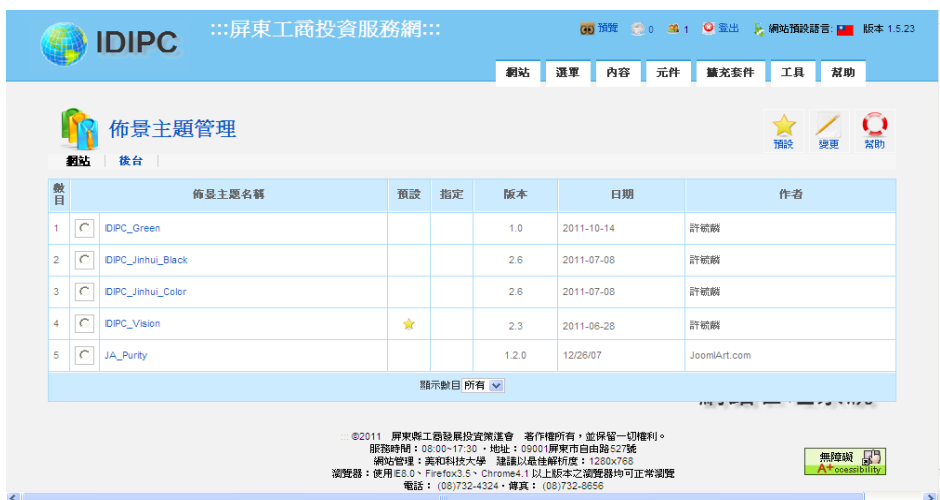 IDIPC
:::屏東工商投資服務網:::
預覽 0 1 登出 網站預設語言: 版本 1.5.23
網站 選單 內容 元件 擴充套件 工具 幫助
佈景主題管理
預設 變更 幫助
網站 後台
數目 佈景主題名稱 預設 指定 版本 日期 作者
1 IDIPC_Green 1.0 2011-10-14 許毓麟
2 IDIPC_Jinhui_Black 2.6 2011-07-08 許毓麟
3 IDIPC_Jinhui_Color 2.6 2011-07-08 許毓麟
4 IDIPC_Vision 2.3 2011-06-28 許毓麟
5 JA_Purity 1.2.0 12/26/07 JoomlArt.com
顯示數目 所有
©2011 屏東縣工商發展投資策進會 著作權所有,並保留一切權利。
服務時間:08:00~17:30 ‧地址:09001屏東市自由路527號
網站管理:美和科技大學 建議以最佳解析度:1280x768
瀏覽器:使用IE8.0、Firefox3.5、Chrome4.1 以上版本之瀏覽器均可正常瀏覽
電話: (08)732-4324‧傳真: (08)732-8656
無障礙
A+ccessibility